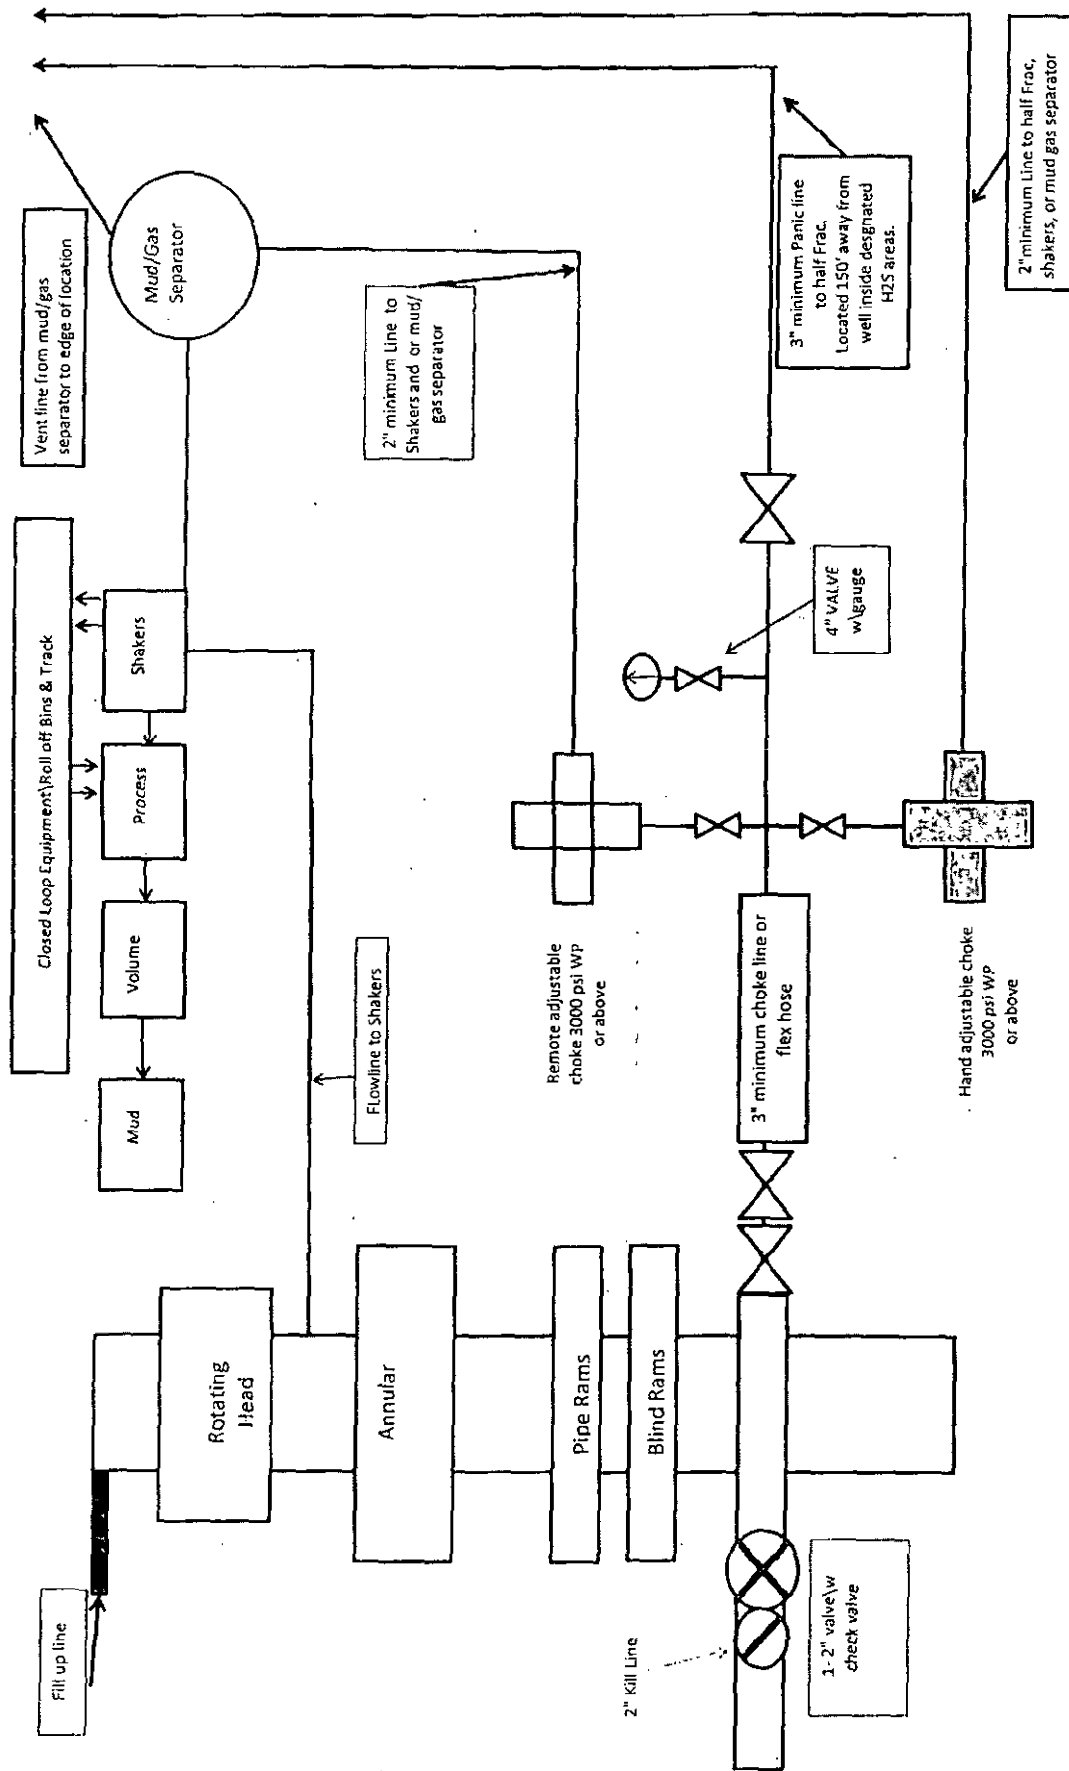 Fill up line
Rotating
Head
Annular
Pipe Rams
Blind Rams
2" Kill Line
1-2" valve\w
check valve
Closed Loop Equipment\Roll off Bins & Track
Mud
Volume
Process
Shakers
FLowline to Shakers
Vent line from mud/gas
separator to edge of location
Mud/Gas
Separator
2" minimum Line to
Shakers and or mud/
gas separator
Remote adjustable
choke 3000 psi WP
or above
3" minimum choke line or
flex hose
4" VALVE
w\gauge
3" minimum Panic line
to half Frac.
Located 150' away from
well inside desgnated
H2S areas.
Hand adjustable choke
3000 psi WP
or above
2"minimum Line to half Frac,
shakers, or mud gas separator